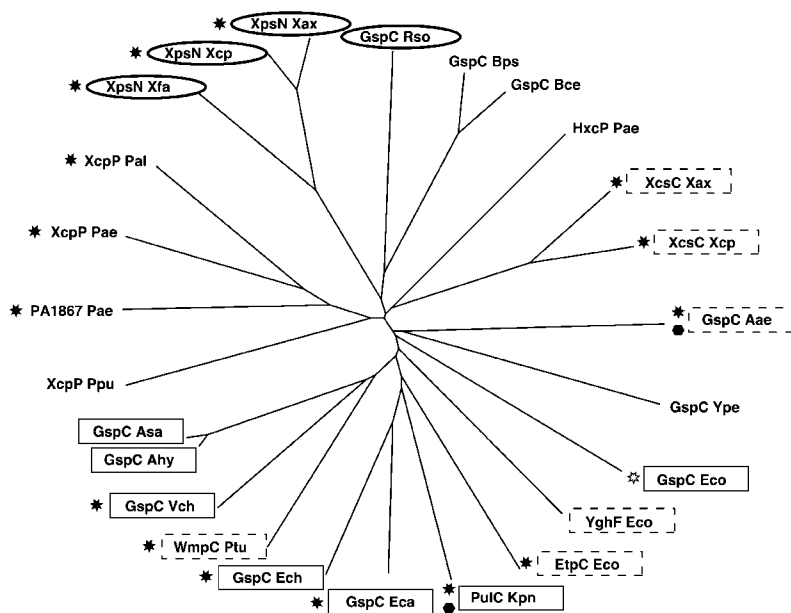 XpsN Xax
GspC Rso
XpsN Xcp
GspC Bps
XpsN Xfa
GspC Bce
HxcP Pae
XcpP Pal
XcsC Xax
XcpP Pae
XcsC Xcp
PA1867 Pae
GspC Aae
XcpP Ppu
GspC Ype
GspC Asa
GspC Ahy
GspC Eco
GspC Vch
YghF Eco
WmpC Ptu
EtpC Eco
GspC Ech
PulC Kpn
GspC Eca